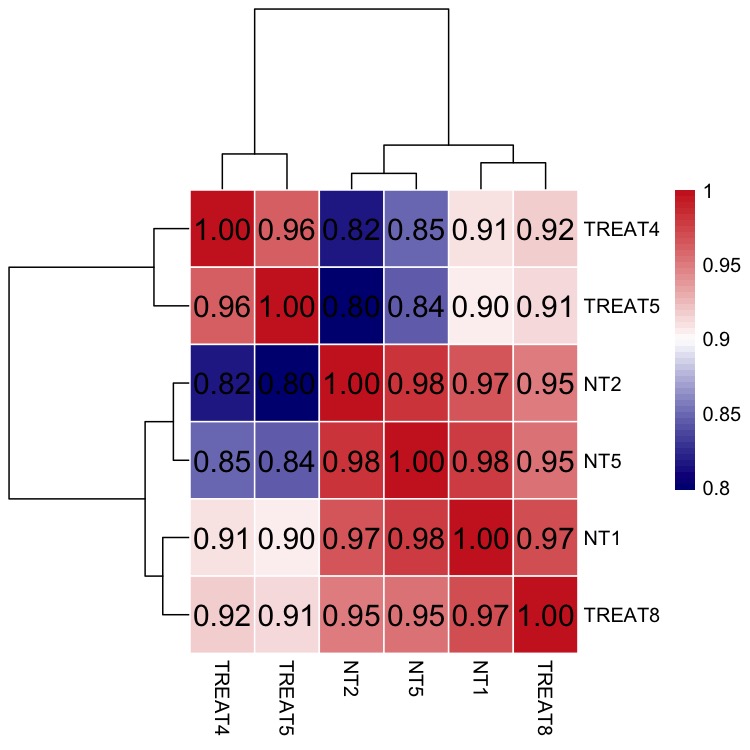 1.00 0.96 0.82 0.85 0.91 0.92 TREAT4
0.96 1.00 0.80 0.84 0.90 0.91 TREAT5
0.82 0.80 1.00 0.98 0.97 0.95 NT2
0.85 0.84 0.98 1.00 0.98 0.95 NT5
0.91 0.90 0.97 0.98 1.00 0.97 NT1
0.92 0.91 0.95 0.95 0.97 1.00 TREAT8
TREAT4 TREAT5 NT2 NT5 NT1 TREAT8
1
0.95
0.9
0.85
0.8